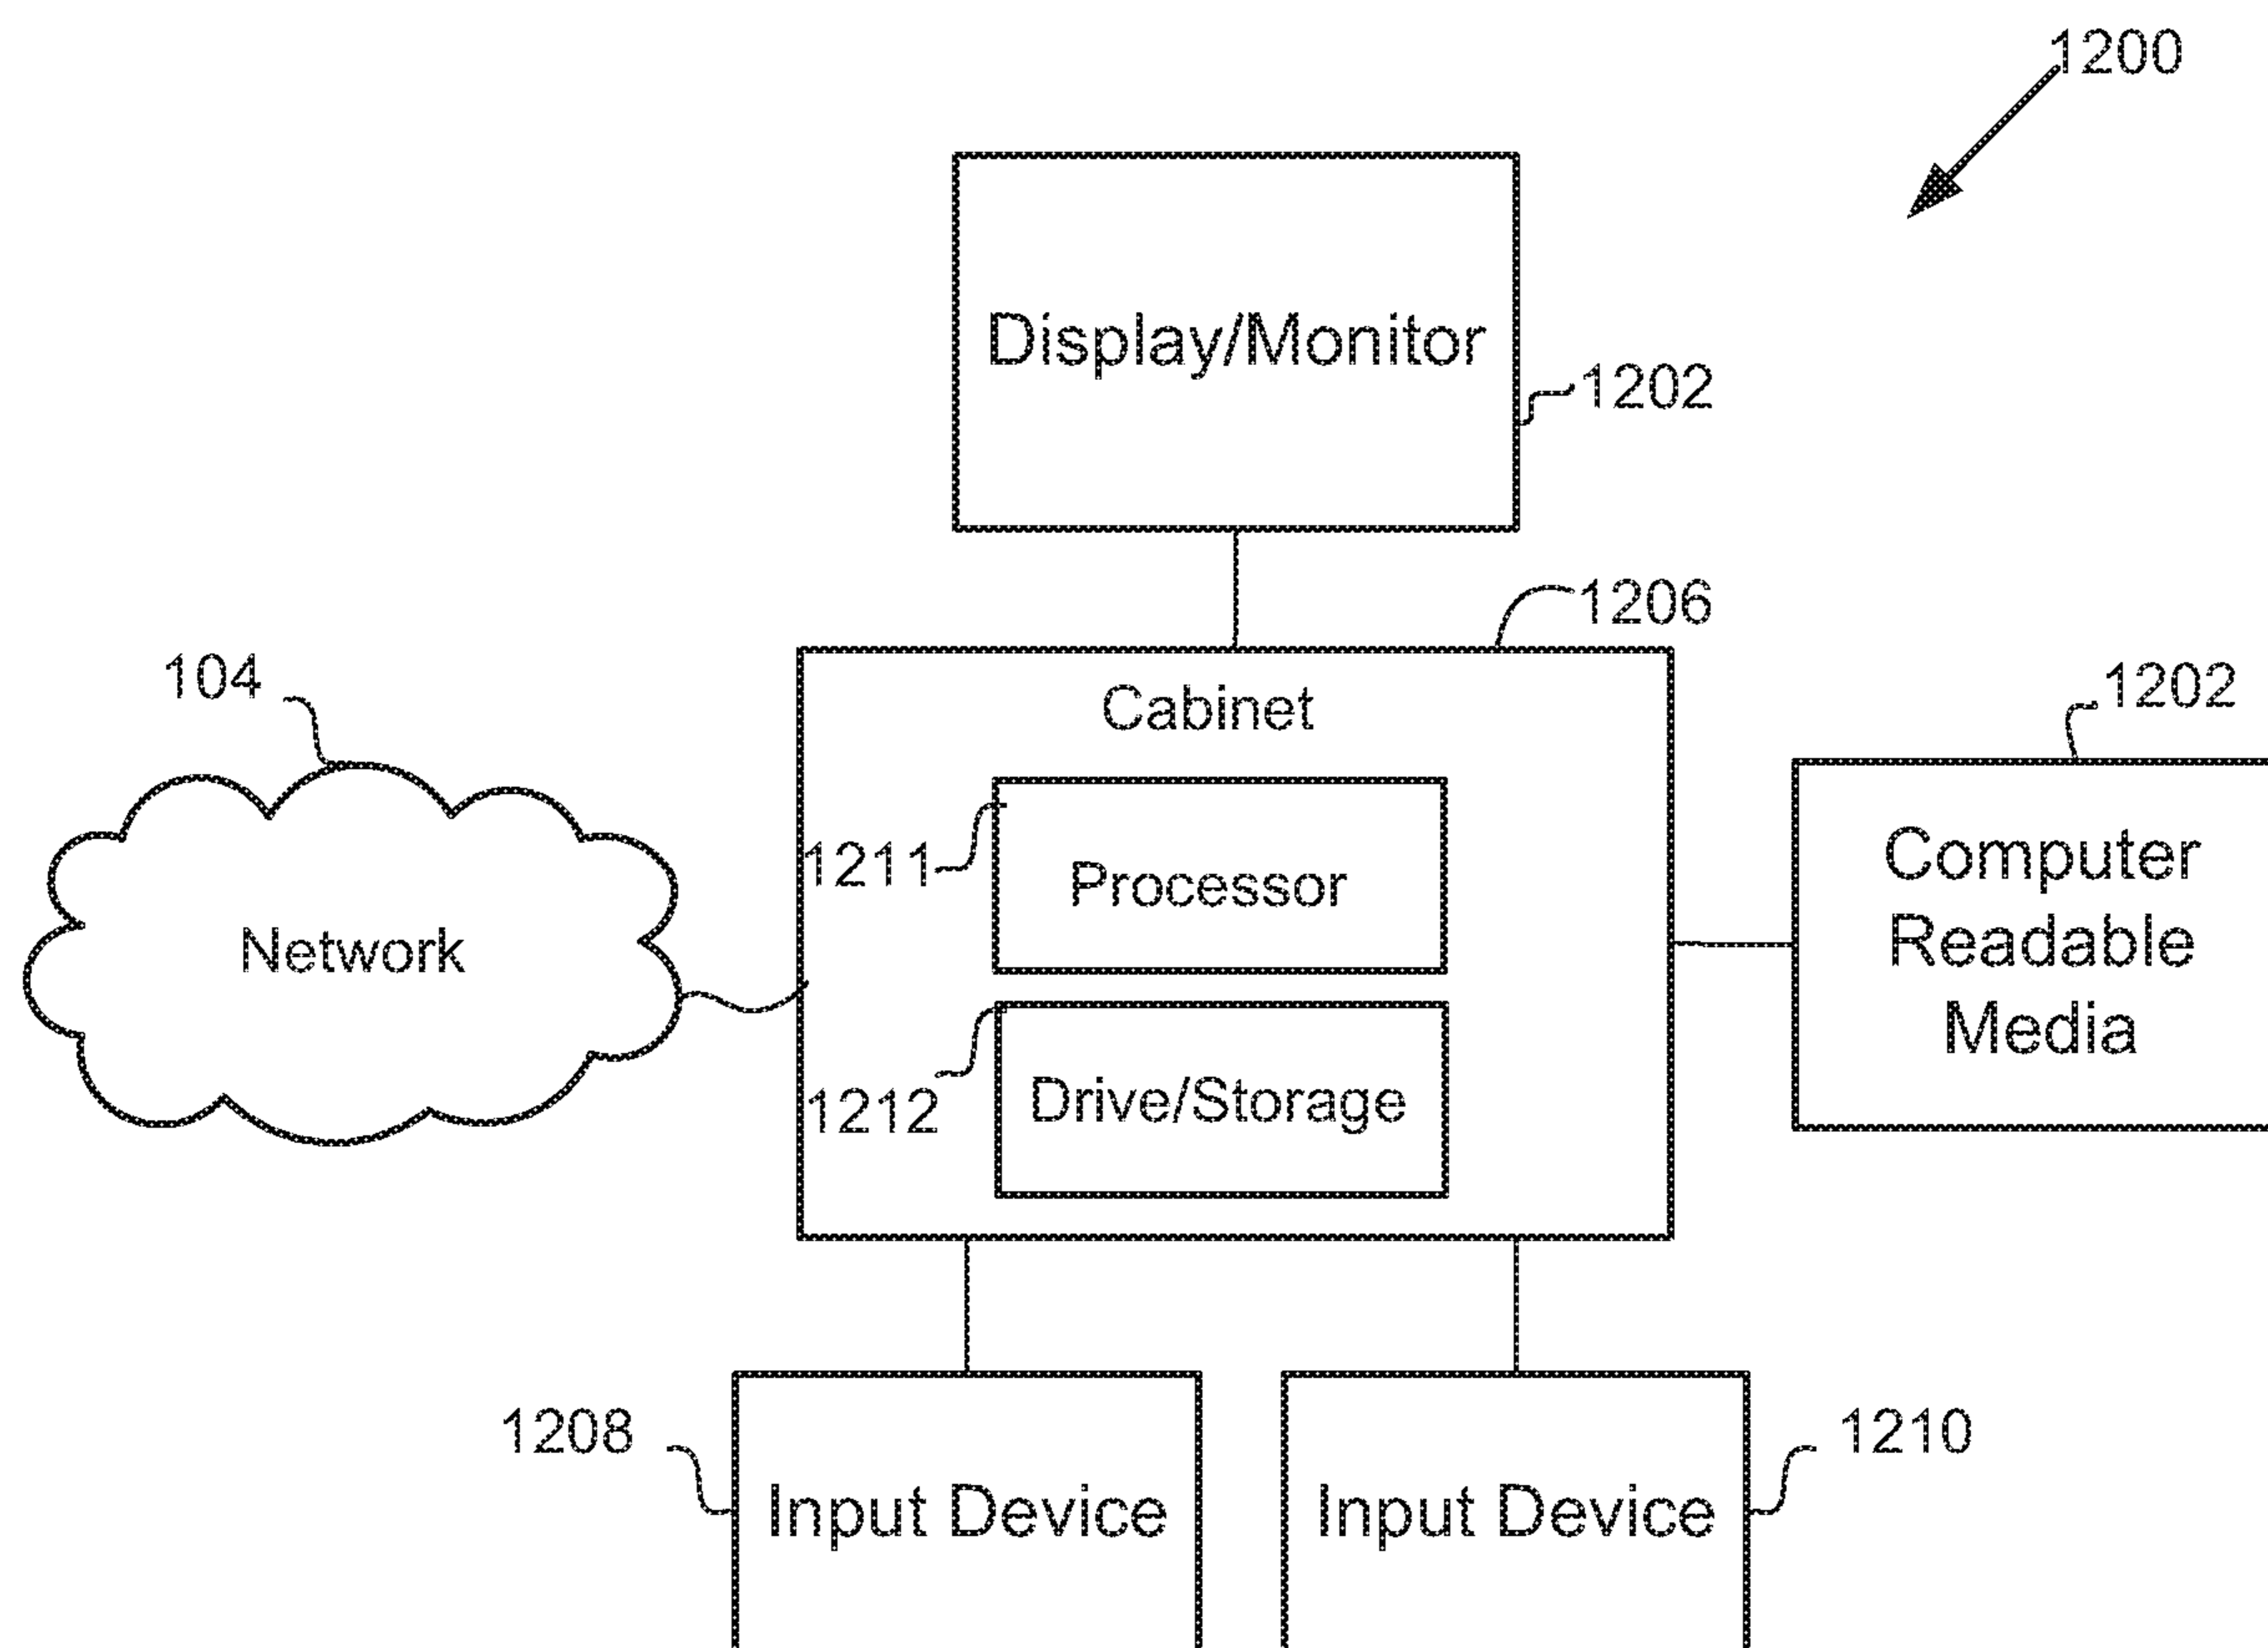 1200
Display/Monitor
1202
1206
104
Cabinet
1202
1211
Processor
Computer
Readable
Media
Network
1212
Drive/Storage
1208
1210
Input Device
Input Device